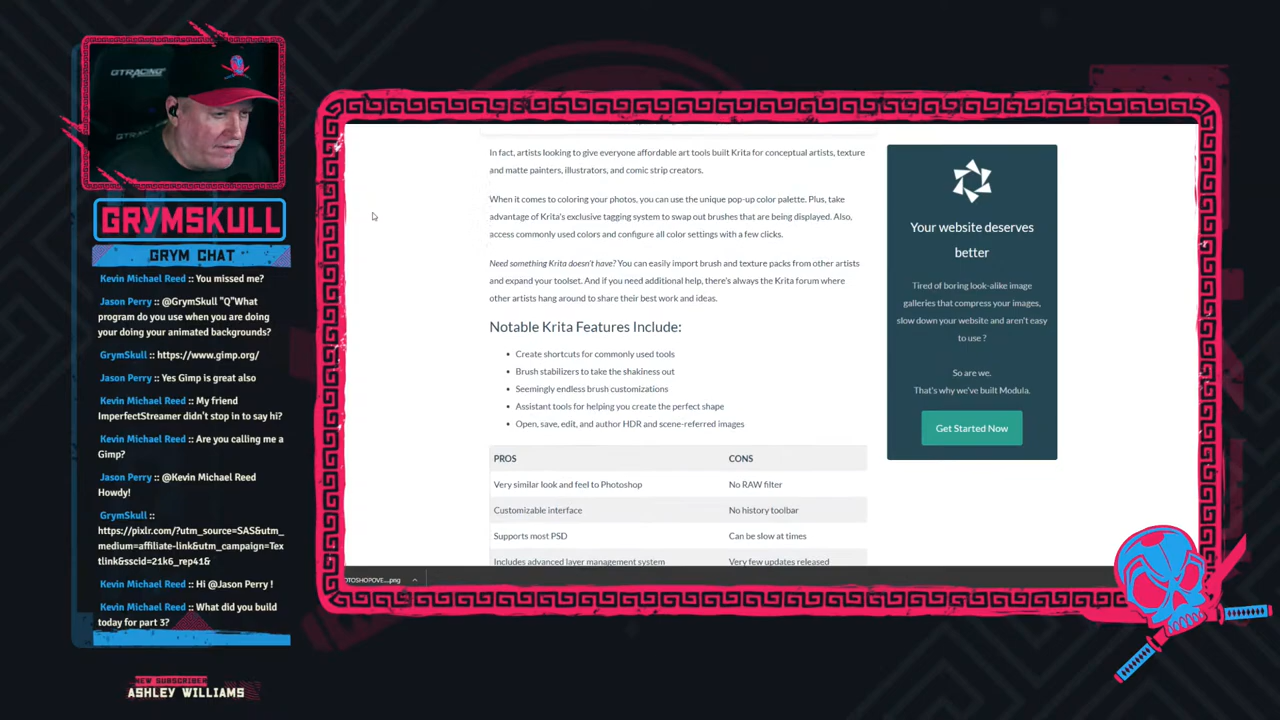 GTRACING
GTRA
GRYMSKULL
GRYM CHAT
Kevin Michael Reed :: You missed me?
Jason Perry :: @GrymSkull "Q"What
program do you use when you are doing
your doing your animated backgrounds?
GrymSkull :: https://www.gimp.org/
Jason Perry :: Yes Gimp is great also
Kevin Michael Reed :: My friend
ImperfectStreamer didn't stop in to say hi?
Kevin Michael Reed :: Are you calling me a
Gimp?
Jason Perry :: @Kevin Michael Reed
Howdy!
GrymSkull ::
https://pixlr.com/?utm_source=SAS&utm_
medium=affiliate-link&utm_campaign=Tex
tlink&sscid=21k6_rep41&
Kevin Michael Reed :: Hi @Jason Perry !
Kevin Michael Reed :: What did you build
today for part 3?
NEW SUBSCRIBER
ASHLEY WILLIAMS
In fact, artists looking to give everyone affordable art tools built Krita for conceptual artists, texture
and matte painters, illustrators, and comic strip creators.
When it comes to coloring your photos, you can use the unique pop-up color palette. Plus, take
advantage of Krita's exclusive tagging system to swap out brushes that are being displayed. Also,
access commonly used colors and configure all color settings with a few clicks.
Need something Krita doesn't have? You can easily import brush and texture packs from other artists
and expand your toolset. And if you need additional help, there's always the Krita forum where
other artists hang around to share their best work and ideas.
Notable Krita Features Include:
• Create shortcuts for commonly used tools
• Brush stabilizers to take the shakiness out
• Seemingly endless brush customizations
• Assistant tools for helping you create the perfect shape
• Open, save, edit, and author HDR and scene-referred images
PROS CONS
Very similar look and feel to Photoshop No RAW filter
Customizable interface No history toolbar
Supports most PSD Can be slow at times
Includes advanced layer management system Very few updates released
OTOSHOPOVE....png
Your website deserves
better
Tired of boring look-alike image
galleries that compress your images,
slow down your website and aren't easy
to use ?
So are we.
That's why we've built Modula.
Get Started Now